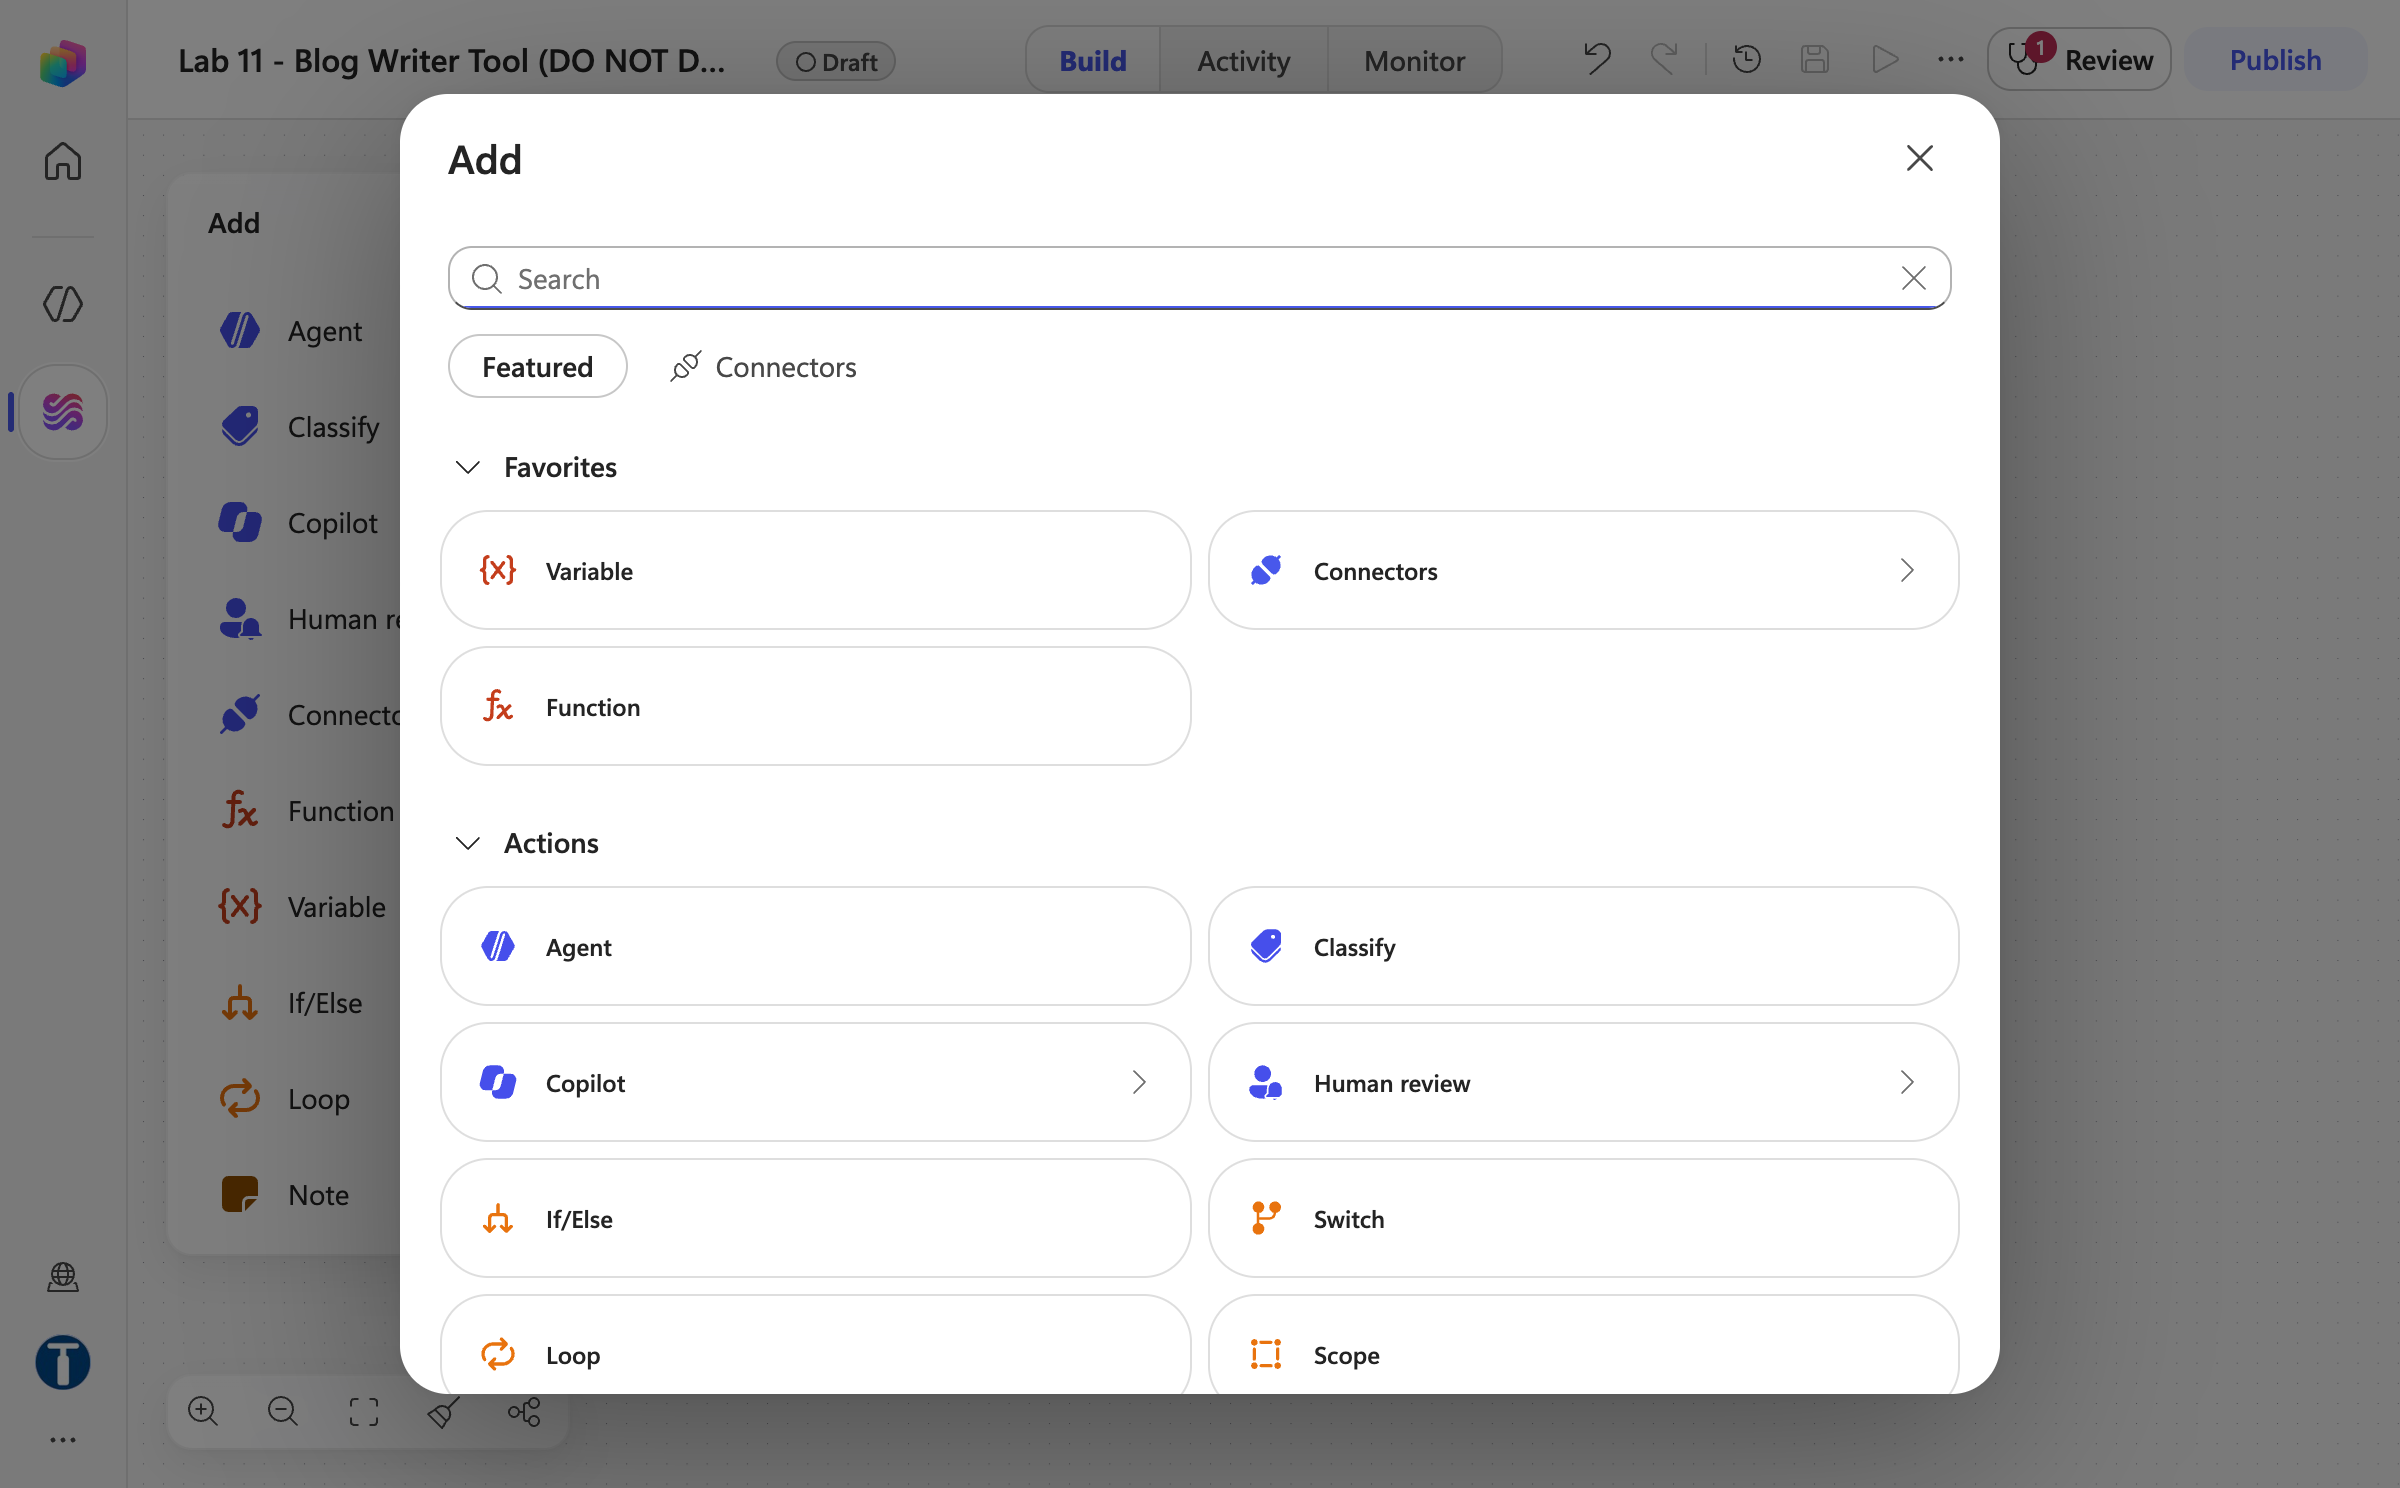 Lab 11 - Blog Writer Tool (DO NOT D...
Draft
Build
Activity
Monitor
1
Review
Publish
Add
Agent
Classify
Copilot
Human re
Connecto
Function
Variable
If/Else
Loop
Note
Add
Search
Featured
Connectors
Favorites
Variable
Connectors
Function
Actions
Agent
Classify
Copilot
Human review
If/Else
Switch
Loop
Scope